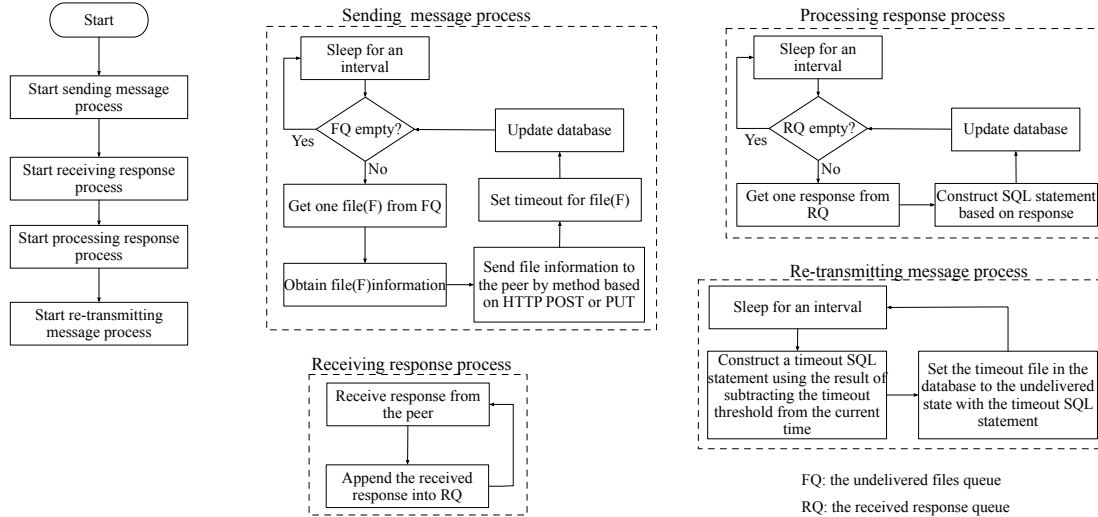 Start
Start sending message
process
Start receiving response
process
Start processing response
process
Start re-transmitting
message process
Sending message process
Sleep for an
interval
FQ empty?
Yes
No
Update database
Get one file(F) from FQ
Set timeout for file(F)
Obtain file(F)information
Send file information to
the peer by method based
on HTTP POST or PUT
Receiving response process
Receive response from
the peer
Append the received
response into RQ
Processing response process
Sleep for an
interval
RQ empty?
Yes
No
Update database
Get one response from
RQ
Construct SQL statement
based on response
Re-transmitting message process
Sleep for an interval
Construct a timeout SQL
statement using the result of
subtracting the timeout
threshold from the current
time
Set the timeout file in the
database to the undelivered
state with the timeout SQL
statement
FQ: the undelivered files queue
RQ: the received response queue